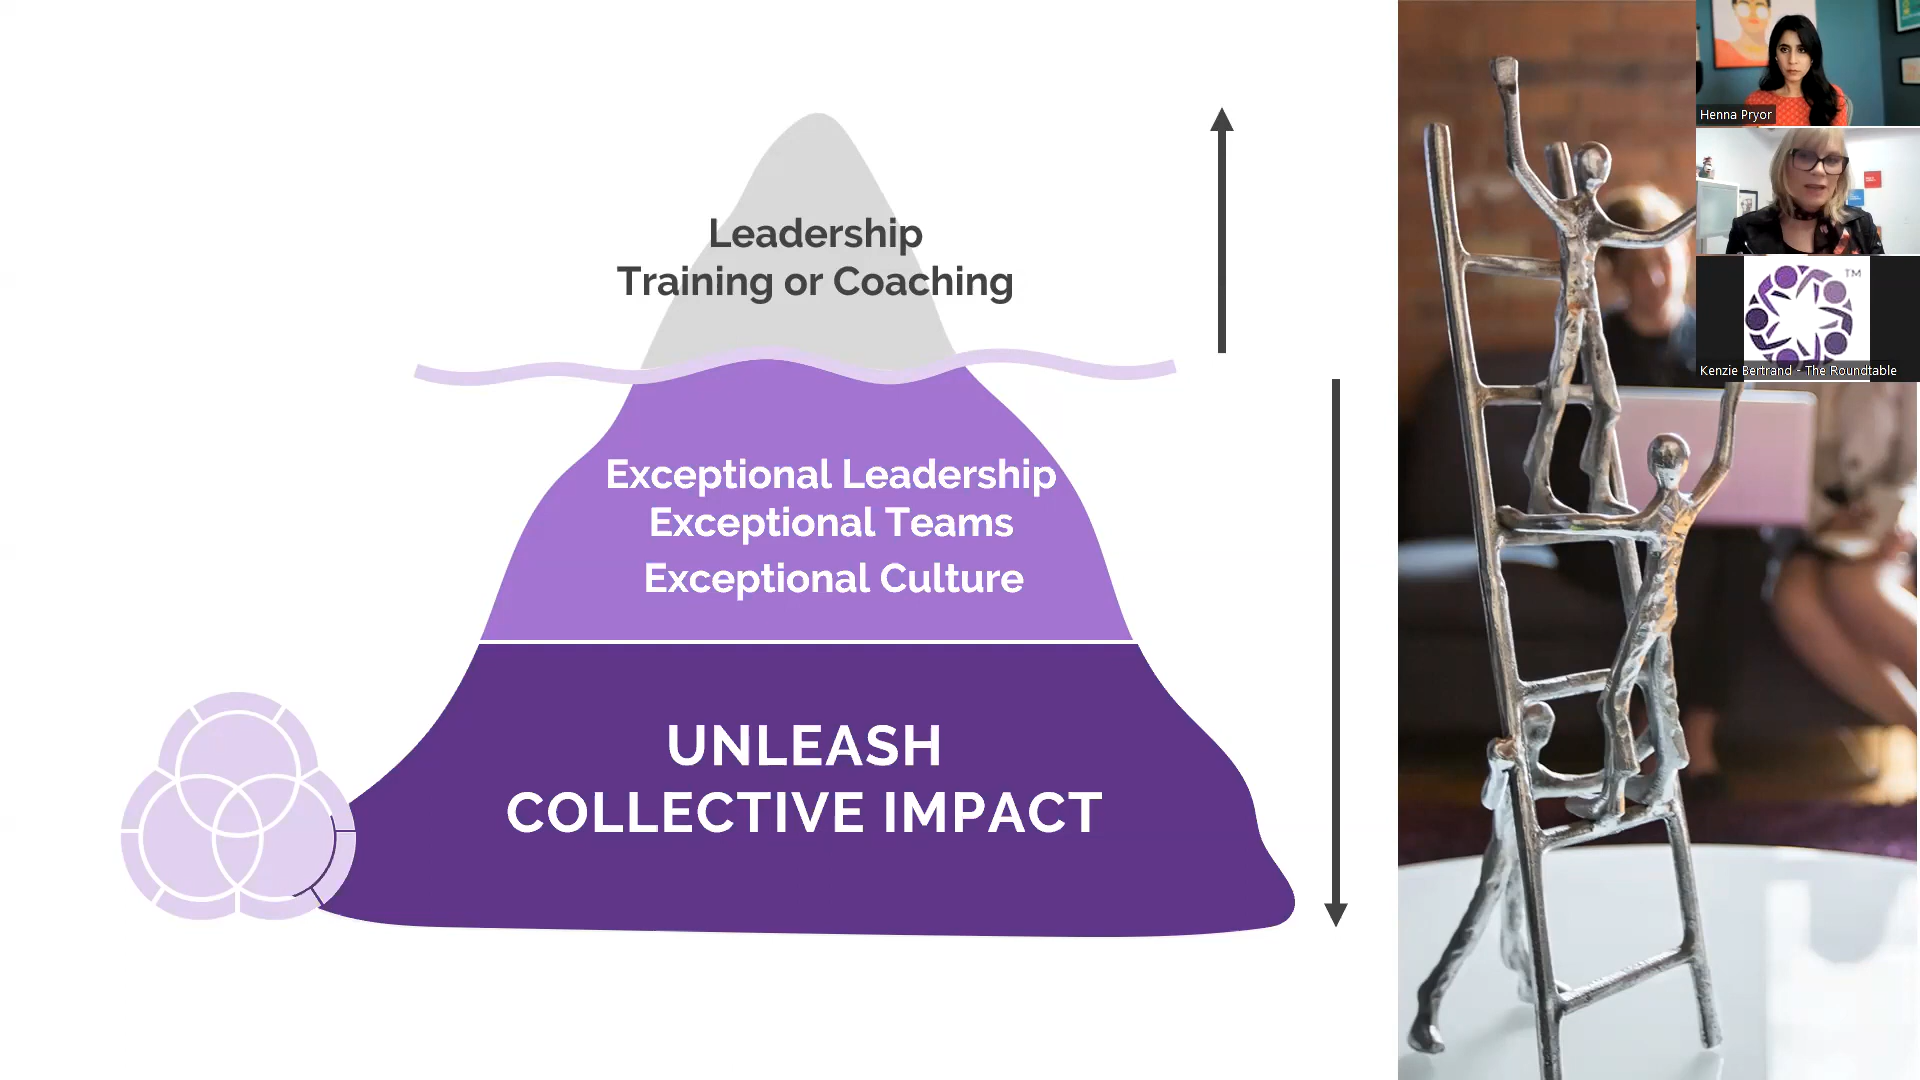 Leadership
Training or Coaching
Exceptional Leadership
Exceptional Teams
Exceptional Culture
UNLEASH
COLLECTIVE IMPACT
Henna Pryor
TM
Kenzie Bertrand - The Roundtable